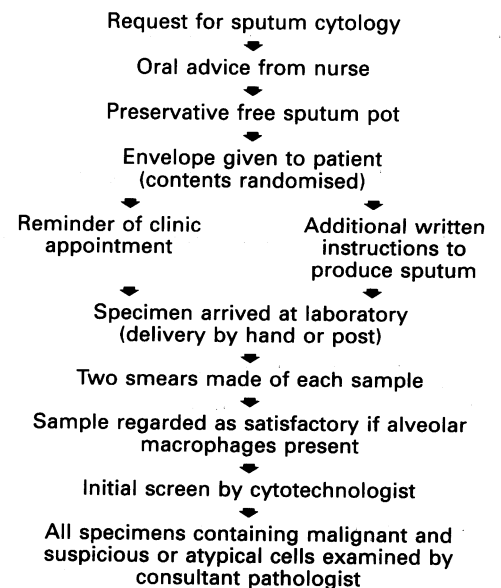 Request for sputum cytology
Oral advice from nurse
Preservative free sputum pot
Envelope given to patient
(contents randomised)
Reminder of clinic
appointment
Additional written
instructions to
produce sputum
Specimen arrived at laboratory
(delivery by hand or post)
Two smears made of each sample
Sample regarded as satisfactory if alveolar
macrophages present
Initial screen by cytotechnologist
All specimens containing malignant and
suspicious or atypical cells examined by
consultant pathologist